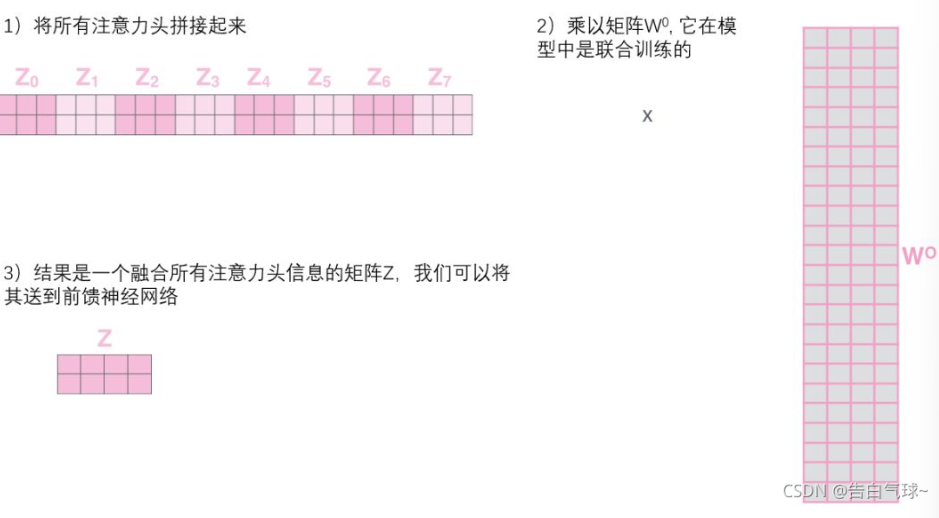 1）将所有注意力头拼接起来
Z₀ Z₁ Z₂ Z₃ Z₄ Z₅ Z₆ Z₇
2）乘以矩阵W⁰, 它在模
型中是联合训练的
x
Wᴼ
3）结果是一个融合所有注意力头信息的矩阵Z，我们可以将
其送到前馈神经网络
Z
CSDN @告白气球~